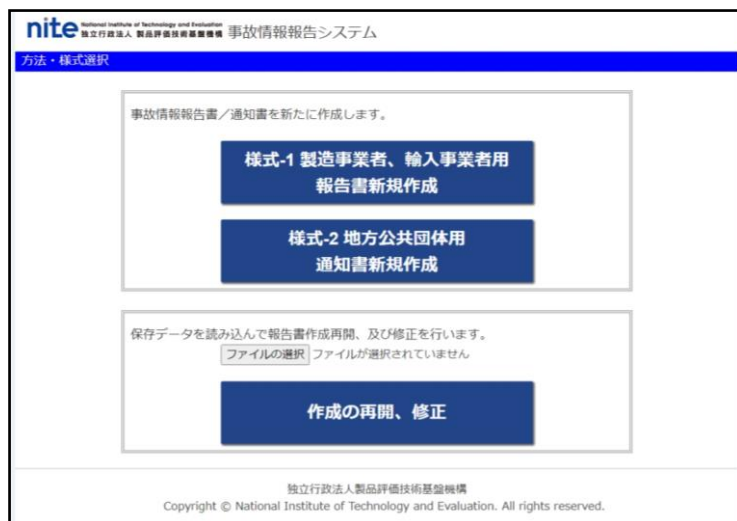 nite National Institute of Technology and Evaluation
独立行政法人 製品評価技術基盤機構 事故情報報告システム
方法・様式選択
事故情報報告書／通知書を新たに作成します。
様式-1 製造事業者、輸入事業者用
報告書新規作成
様式-2 地方公共団体用
通知書新規作成
保存データを読み込んで報告書作成再開、及び修正を行います。
ファイルの選択 ファイルが選択されていません
作成の再開、修正
独立行政法人製品評価技術基盤機構
Copyright © National Institute of Technology and Evaluation. All rights reserved.